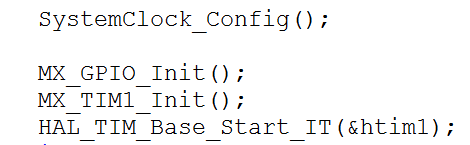 SystemClock_Config();
MX_GPIO_Init();
MX_TIM1_Init();
HAL_TIM_Base_Start_IT(&htim1);